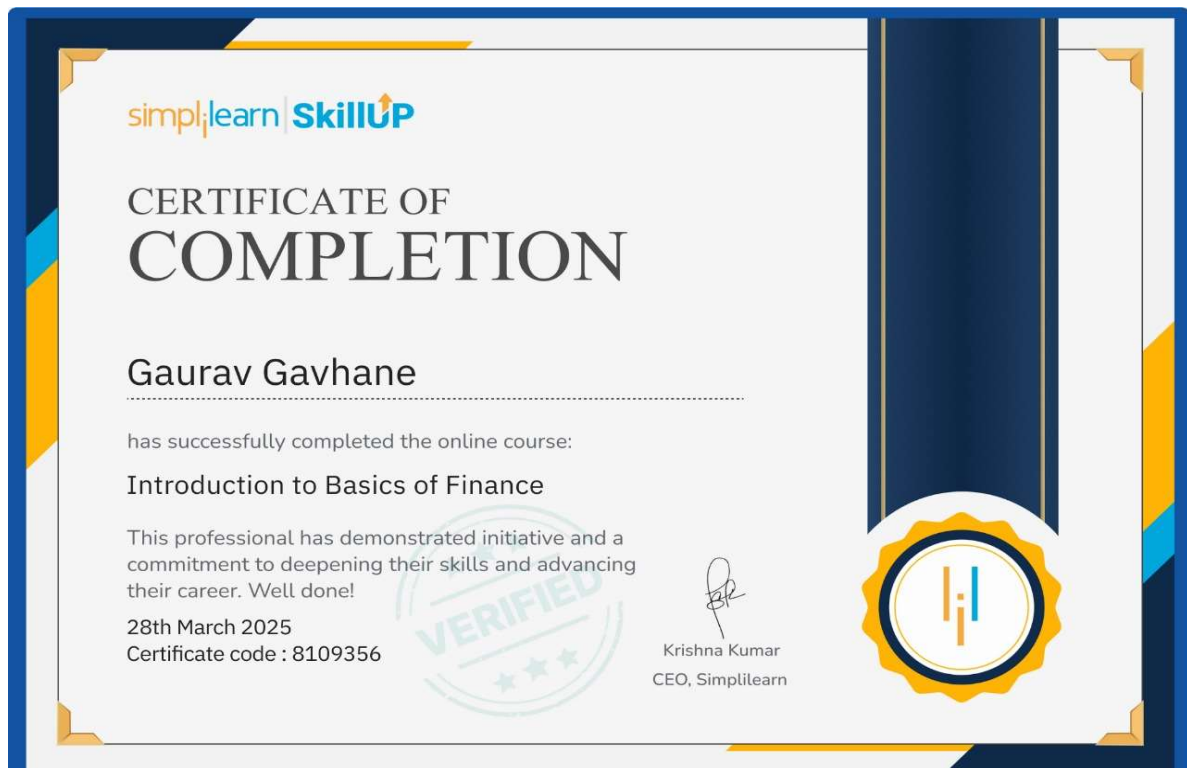 simplilearn | SkillUP
CERTIFICATE OF
COMPLETION
Gaurav Gavhane
has successfully completed the online course:
Introduction to Basics of Finance
This professional has demonstrated initiative and a
commitment to deepening their skills and advancing
their career. Well done!
28th March 2025
Certificate code : 8109356
VERIFIED
Krishna Kumar
CEO, Simplilearn